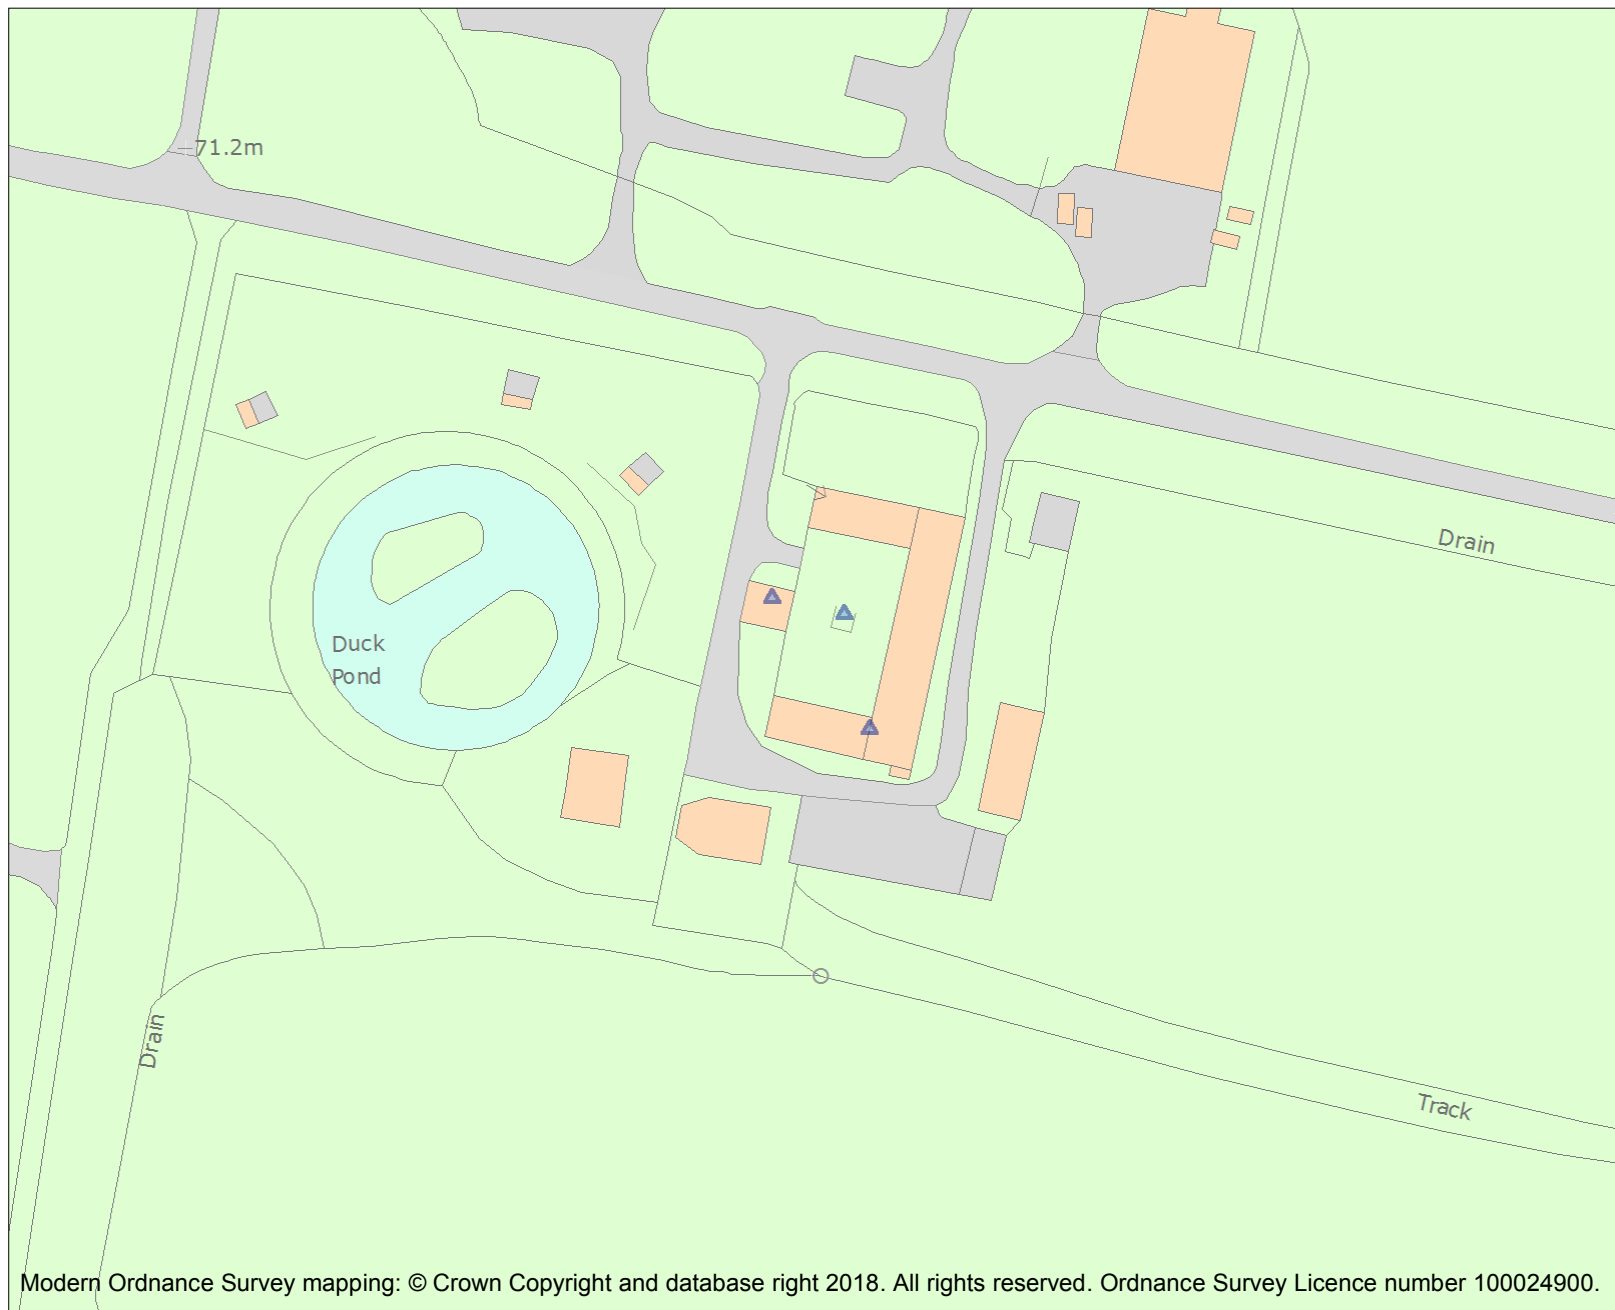 71.2m
Drain
Duck
Pond
Drain
Track
Modern Ordnance Survey mapping: © Crown Copyright and database right 2018. All rights reserved. Ordnance Survey Licence number 100024900.